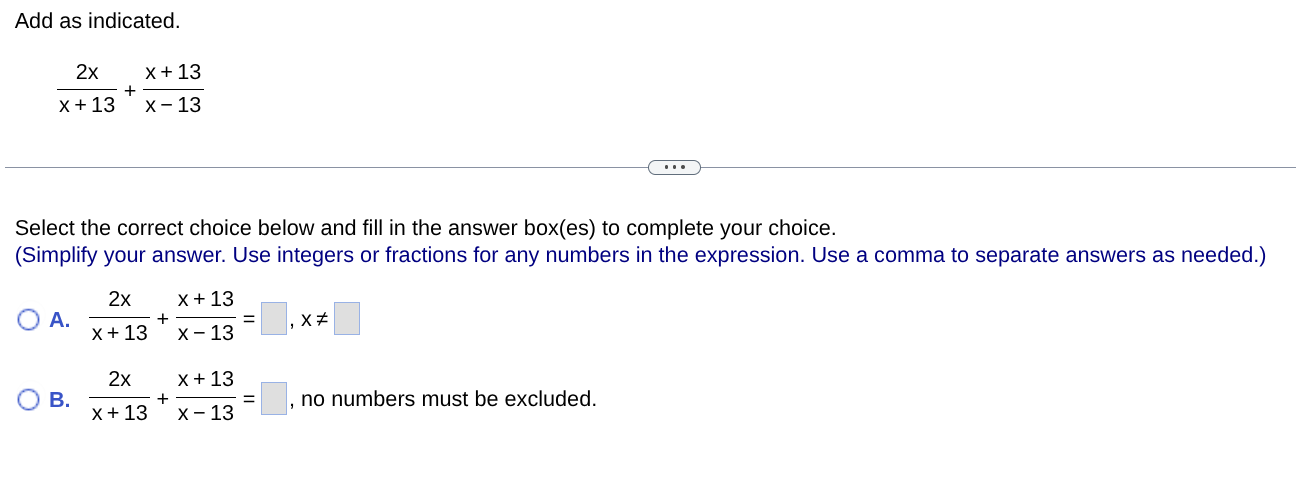 Add as indicated.
2x/(x + 13) + (x + 13)/(x − 13)
Select the correct choice below and fill in the answer box(es) to complete your choice.
(Simplify your answer. Use integers or fractions for any numbers in the expression. Use a comma to separate answers as needed.)
A. 2x/(x + 13) + (x + 13)/(x − 13) = , x ≠
B. 2x/(x + 13) + (x + 13)/(x − 13) = , no numbers must be excluded.